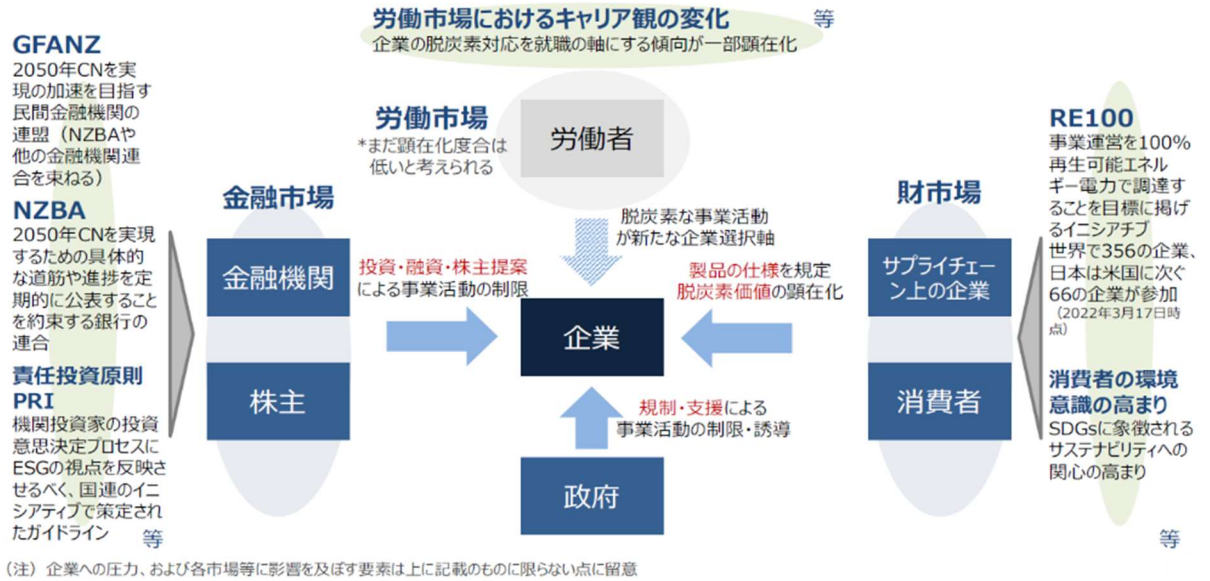 労働市場におけるキャリア観の変化
等
企業の脱炭素対応を就職の軸にする傾向が一部顕在化
GFANZ
2050年CNを実
現の加速を目指す
民間金融機関の
連盟（NZBAや
他の金融機関連
合を束ねる）
NZBA
2050年CNを実現
するための具体的
な道筋や進捗を定
期的に公表すること
を約束する銀行の
連合
責任投資原則
PRI
機関投資家の投資
意思決定プロセスに
ESGの視点を反映さ
せるべく、国連のイニ
シアティブで策定され
たガイドライン
等
金融市場
金融機関
株主
投資・融資・株主提案
による事業活動の制限
労働市場
*まだ顕在化度合は
低いと考えられる
労働者
脱炭素な事業活動
が新たな企業選択軸
企業
規制・支援による
事業活動の制限・誘導
政府
製品の仕様を規定
脱炭素価値の顕在化
財市場
サプライチェー
ン上の企業
消費者
RE100
事業運営を100%
再生可能エネル
ギー電力で調達す
ることを目標に掲げ
るイニシアチブ
世界で356の企業、
日本は米国に次ぐ
66の企業が参加
（2022年3月17日時
点）
消費者の環境
意識の高まり
SDGsに象徴される
サステナビリティへの
関心の高まり
等
（注）企業への圧力、および各市場等に影響を及ぼす要素は上に記載のものに限らない点に留意